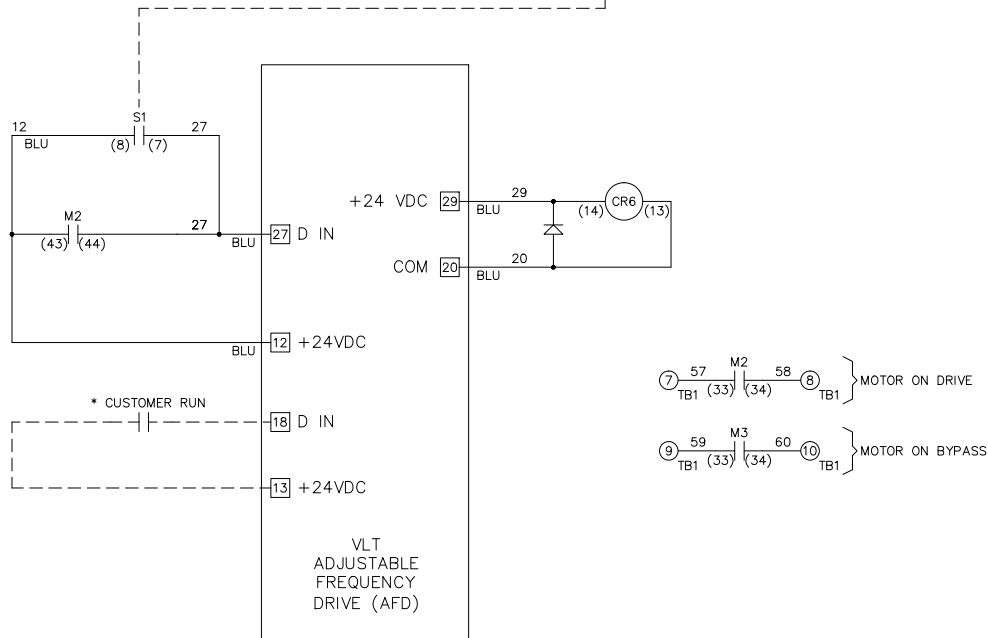 S1
12
27
BLU
(8)
(7)
M2
27
(43)
(44)
BLU
27 D IN
BLU
12 +24VDC
* CUSTOMER RUN
18 D IN
13 +24VDC
+24 VDC 29
29
BLU
(14)
CR6
(13)
COM 20
20
BLU
VLT
ADJUSTABLE
FREQUENCY
DRIVE (AFD)
M2
7
57
58
8
MOTOR ON DRIVE
TB1
(33)
(34)
TB1
M3
9
59
60
10
MOTOR ON BYPASS
TB1
(33)
(34)
TB1